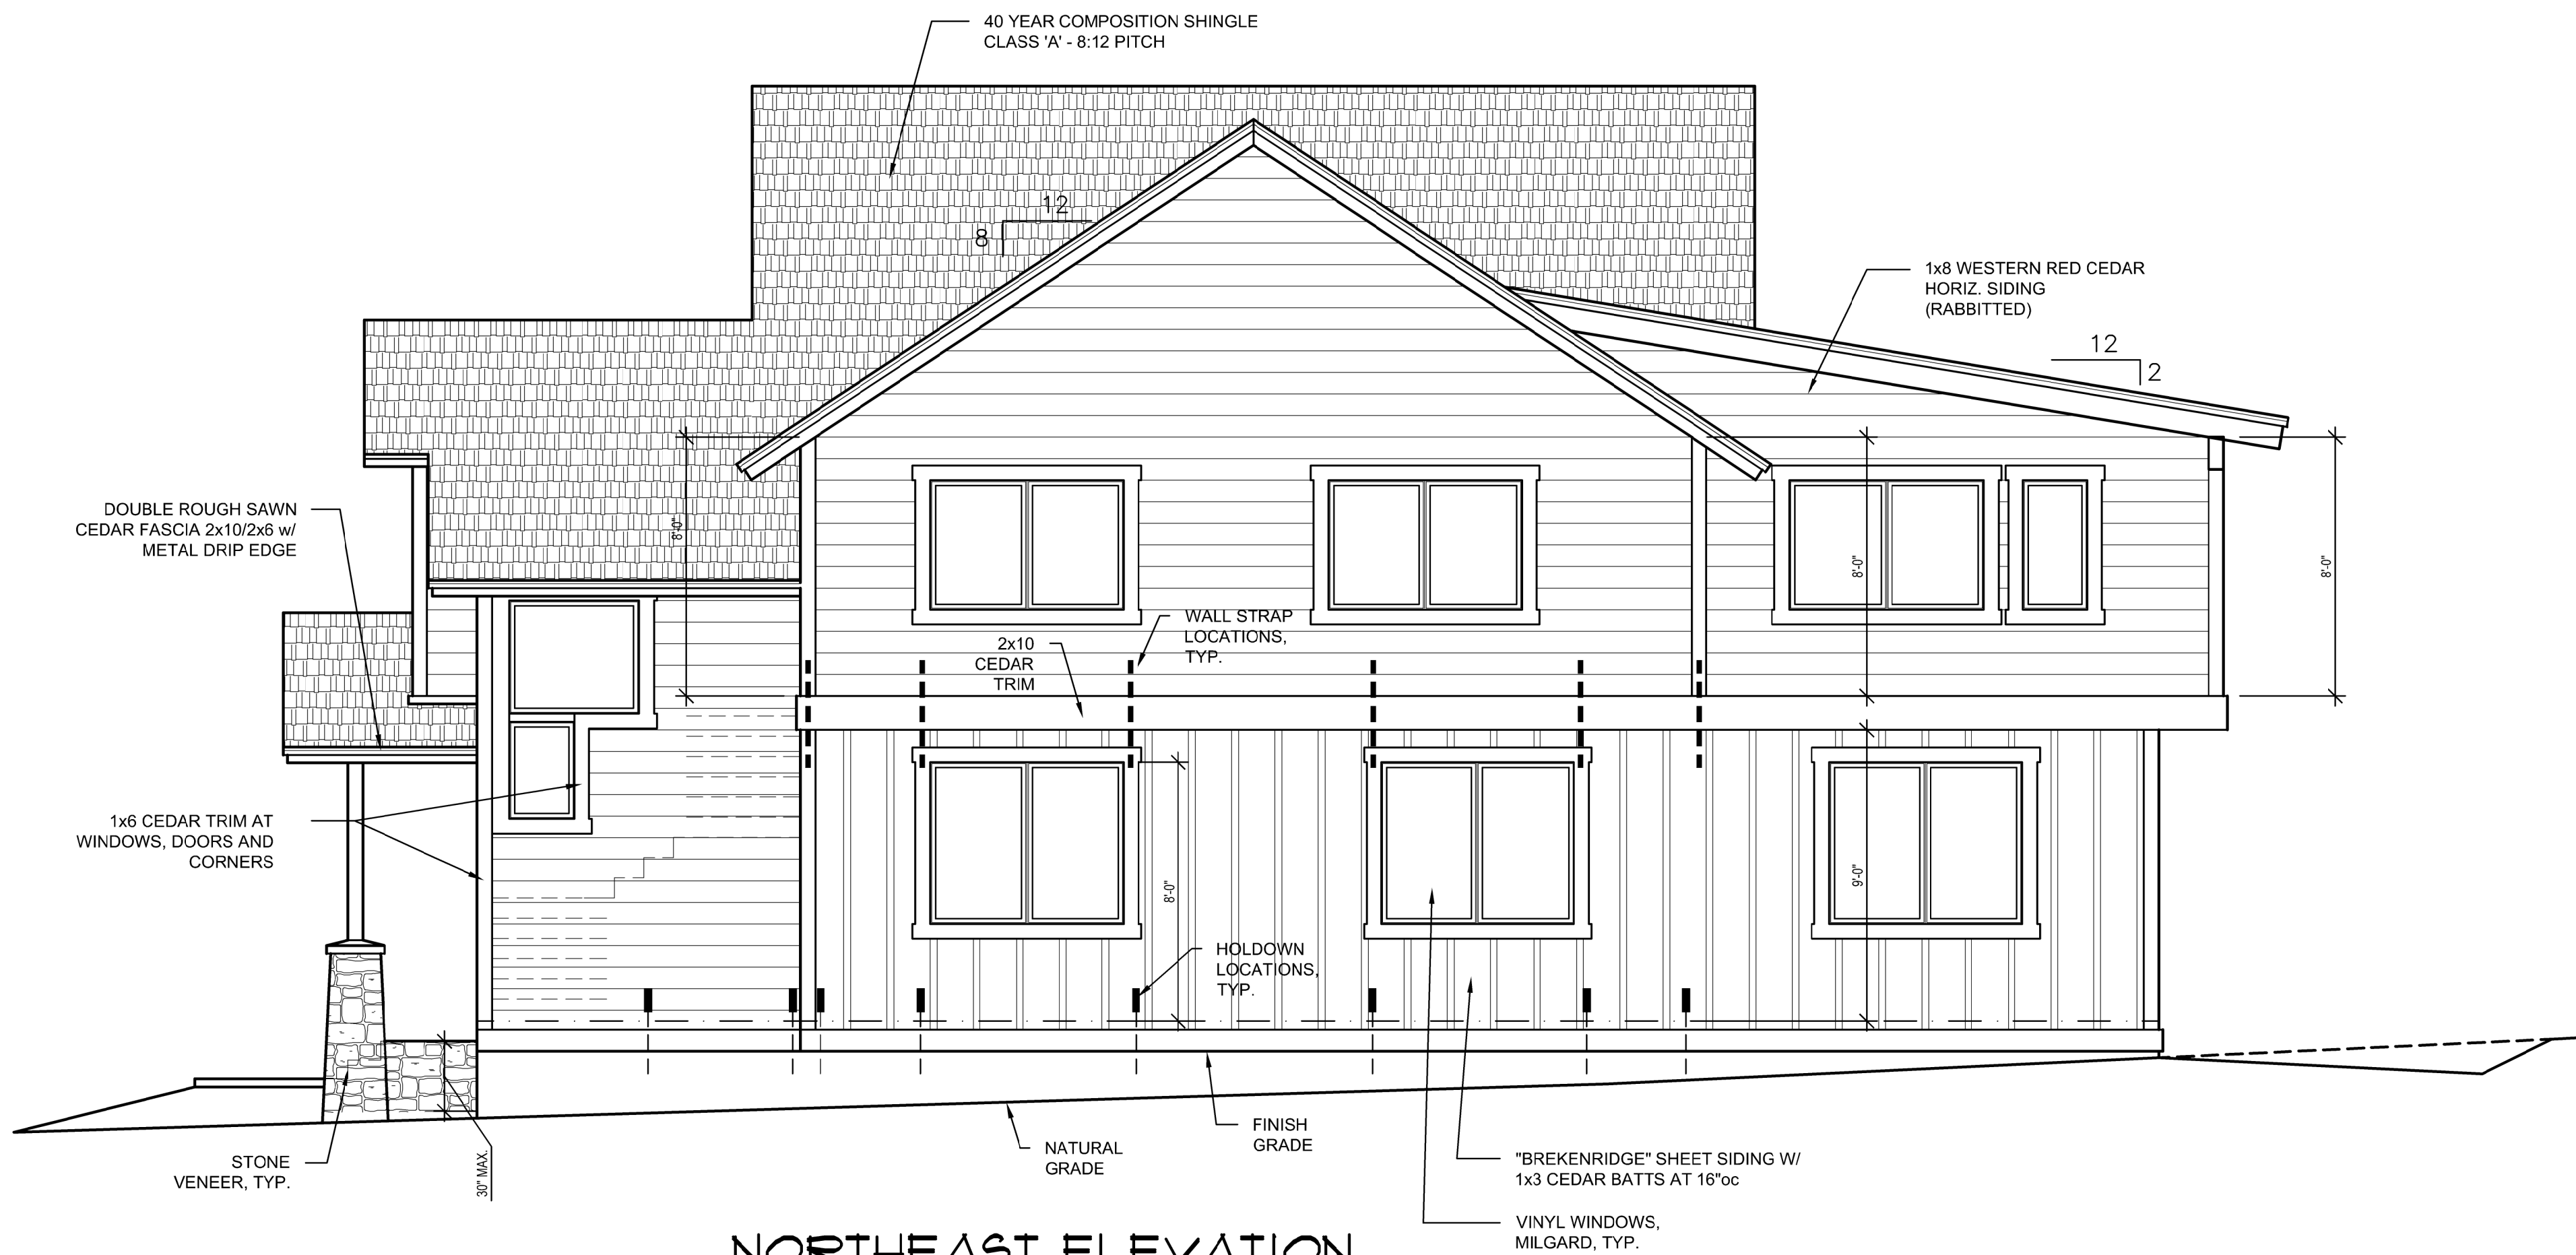 40 YEAR COMPOSITION SHINGLE
CLASS 'A' - 8:12 PITCH
12
8
1x8 WESTERN RED CEDAR
HORIZ. SIDING
(RABBITTED)
12
2
DOUBLE ROUGH SAWN
CEDAR FASCIA 2x10/2x6 w/
METAL DRIP EDGE
8'-0"
8'-0"
8'-0"
WALL STRAP
LOCATIONS,
TYP.
2x10
CEDAR
TRIM
1x6 CEDAR TRIM AT
WINDOWS, DOORS AND
CORNERS
8'-0"
9'-0"
HOLDOWN
LOCATIONS,
TYP.
FINISH
GRADE
NATURAL
GRADE
STONE
VENEER, TYP.
30" MAX.
"BREKENRIDGE" SHEET SIDING W/
1x3 CEDAR BATTS AT 16"oc
VINYL WINDOWS,
MILGARD, TYP.
NORTHEAST ELEVATION